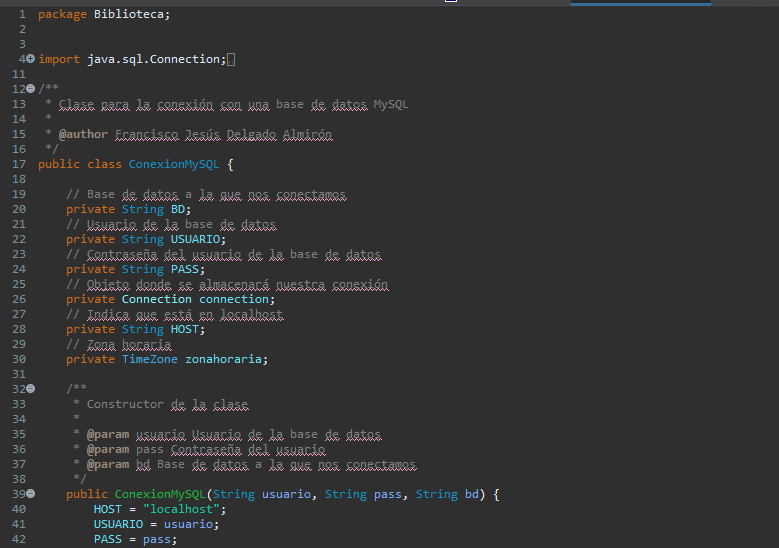 1 package Biblioteca;
2
3
4 import java.sql.Connection;
11
12 /**
13 * Clase para la conexión con una base de datos MySQL
14 *
15 * @author Francisco Jesús Delgado Almirón
16 */
17 public class ConexionMySQL {
18
19 // Base de datos a la que nos conectamos
20 private String BD;
21 // Usuario de la base de datos
22 private String USUARIO;
23 // Contraseña del usuario de la base de datos
24 private String PASS;
25 // Objeto donde se almacenará nuestra conexión
26 private Connection connection;
27 // Indica que está en localhost
28 private String HOST;
29 // Zona horaria
30 private TimeZone zonahoraria;
31
32 /**
33 * Constructor de la clase
34 *
35 * @param usuario Usuario de la base de datos
36 * @param pass Contraseña del usuario
37 * @param bd Base de datos a la que nos conectamos
38 */
39 public ConexionMySQL(String usuario, String pass, String bd) {
40 HOST = "localhost";
41 USUARIO = usuario;
42 PASS = pass;